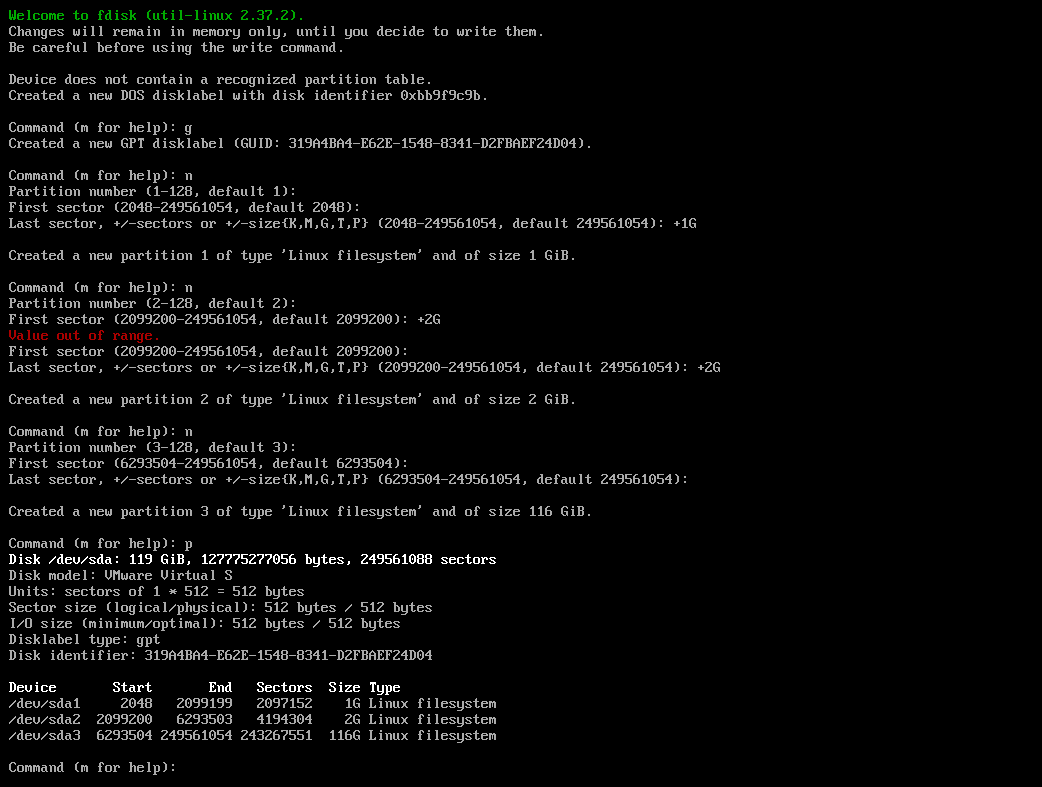 Welcome to fdisk (util-linux 2.37.2).
Changes will remain in memory only, until you decide to write them.
Be careful before using the write command.

Device does not contain a recognized partition table.
Created a new DOS disklabel with disk identifier 0xbb9f9c9b.

Command (m for help): g
Created a new GPT disklabel (GUID: 319A4BA4-E62E-1548-8341-D2FBAEF24D04).

Command (m for help): n
Partition number (1-128, default 1):
First sector (2048-249561054, default 2048):
Last sector, +/-sectors or +/-size{K,M,G,T,P} (2048-249561054, default 249561054): +1G

Created a new partition 1 of type 'Linux filesystem' and of size 1 GiB.

Command (m for help): n
Partition number (2-128, default 2):
First sector (2099200-249561054, default 2099200): +2G
Value out of range.
First sector (2099200-249561054, default 2099200):
Last sector, +/-sectors or +/-size{K,M,G,T,P} (2099200-249561054, default 249561054): +2G

Created a new partition 2 of type 'Linux filesystem' and of size 2 GiB.

Command (m for help): n
Partition number (3-128, default 3):
First sector (6293504-249561054, default 6293504):
Last sector, +/-sectors or +/-size{K,M,G,T,P} (6293504-249561054, default 249561054):

Created a new partition 3 of type 'Linux filesystem' and of size 116 GiB.

Command (m for help): p
Disk /dev/sda: 119 GiB, 127775277056 bytes, 249561088 sectors
Disk model: VMware Virtual S
Units: sectors of 1 * 512 = 512 bytes
Sector size (logical/physical): 512 bytes / 512 bytes
I/O size (minimum/optimal): 512 bytes / 512 bytes
Disklabel type: gpt
Disk identifier: 319A4BA4-E62E-1548-8341-D2FBAEF24D04

Device       Start       End   Sectors  Size Type
/dev/sda1     2048   2099199   2097152    1G Linux filesystem
/dev/sda2  2099200   6293503   4194304    2G Linux filesystem
/dev/sda3  6293504 249561054 243267551  116G Linux filesystem

Command (m for help):